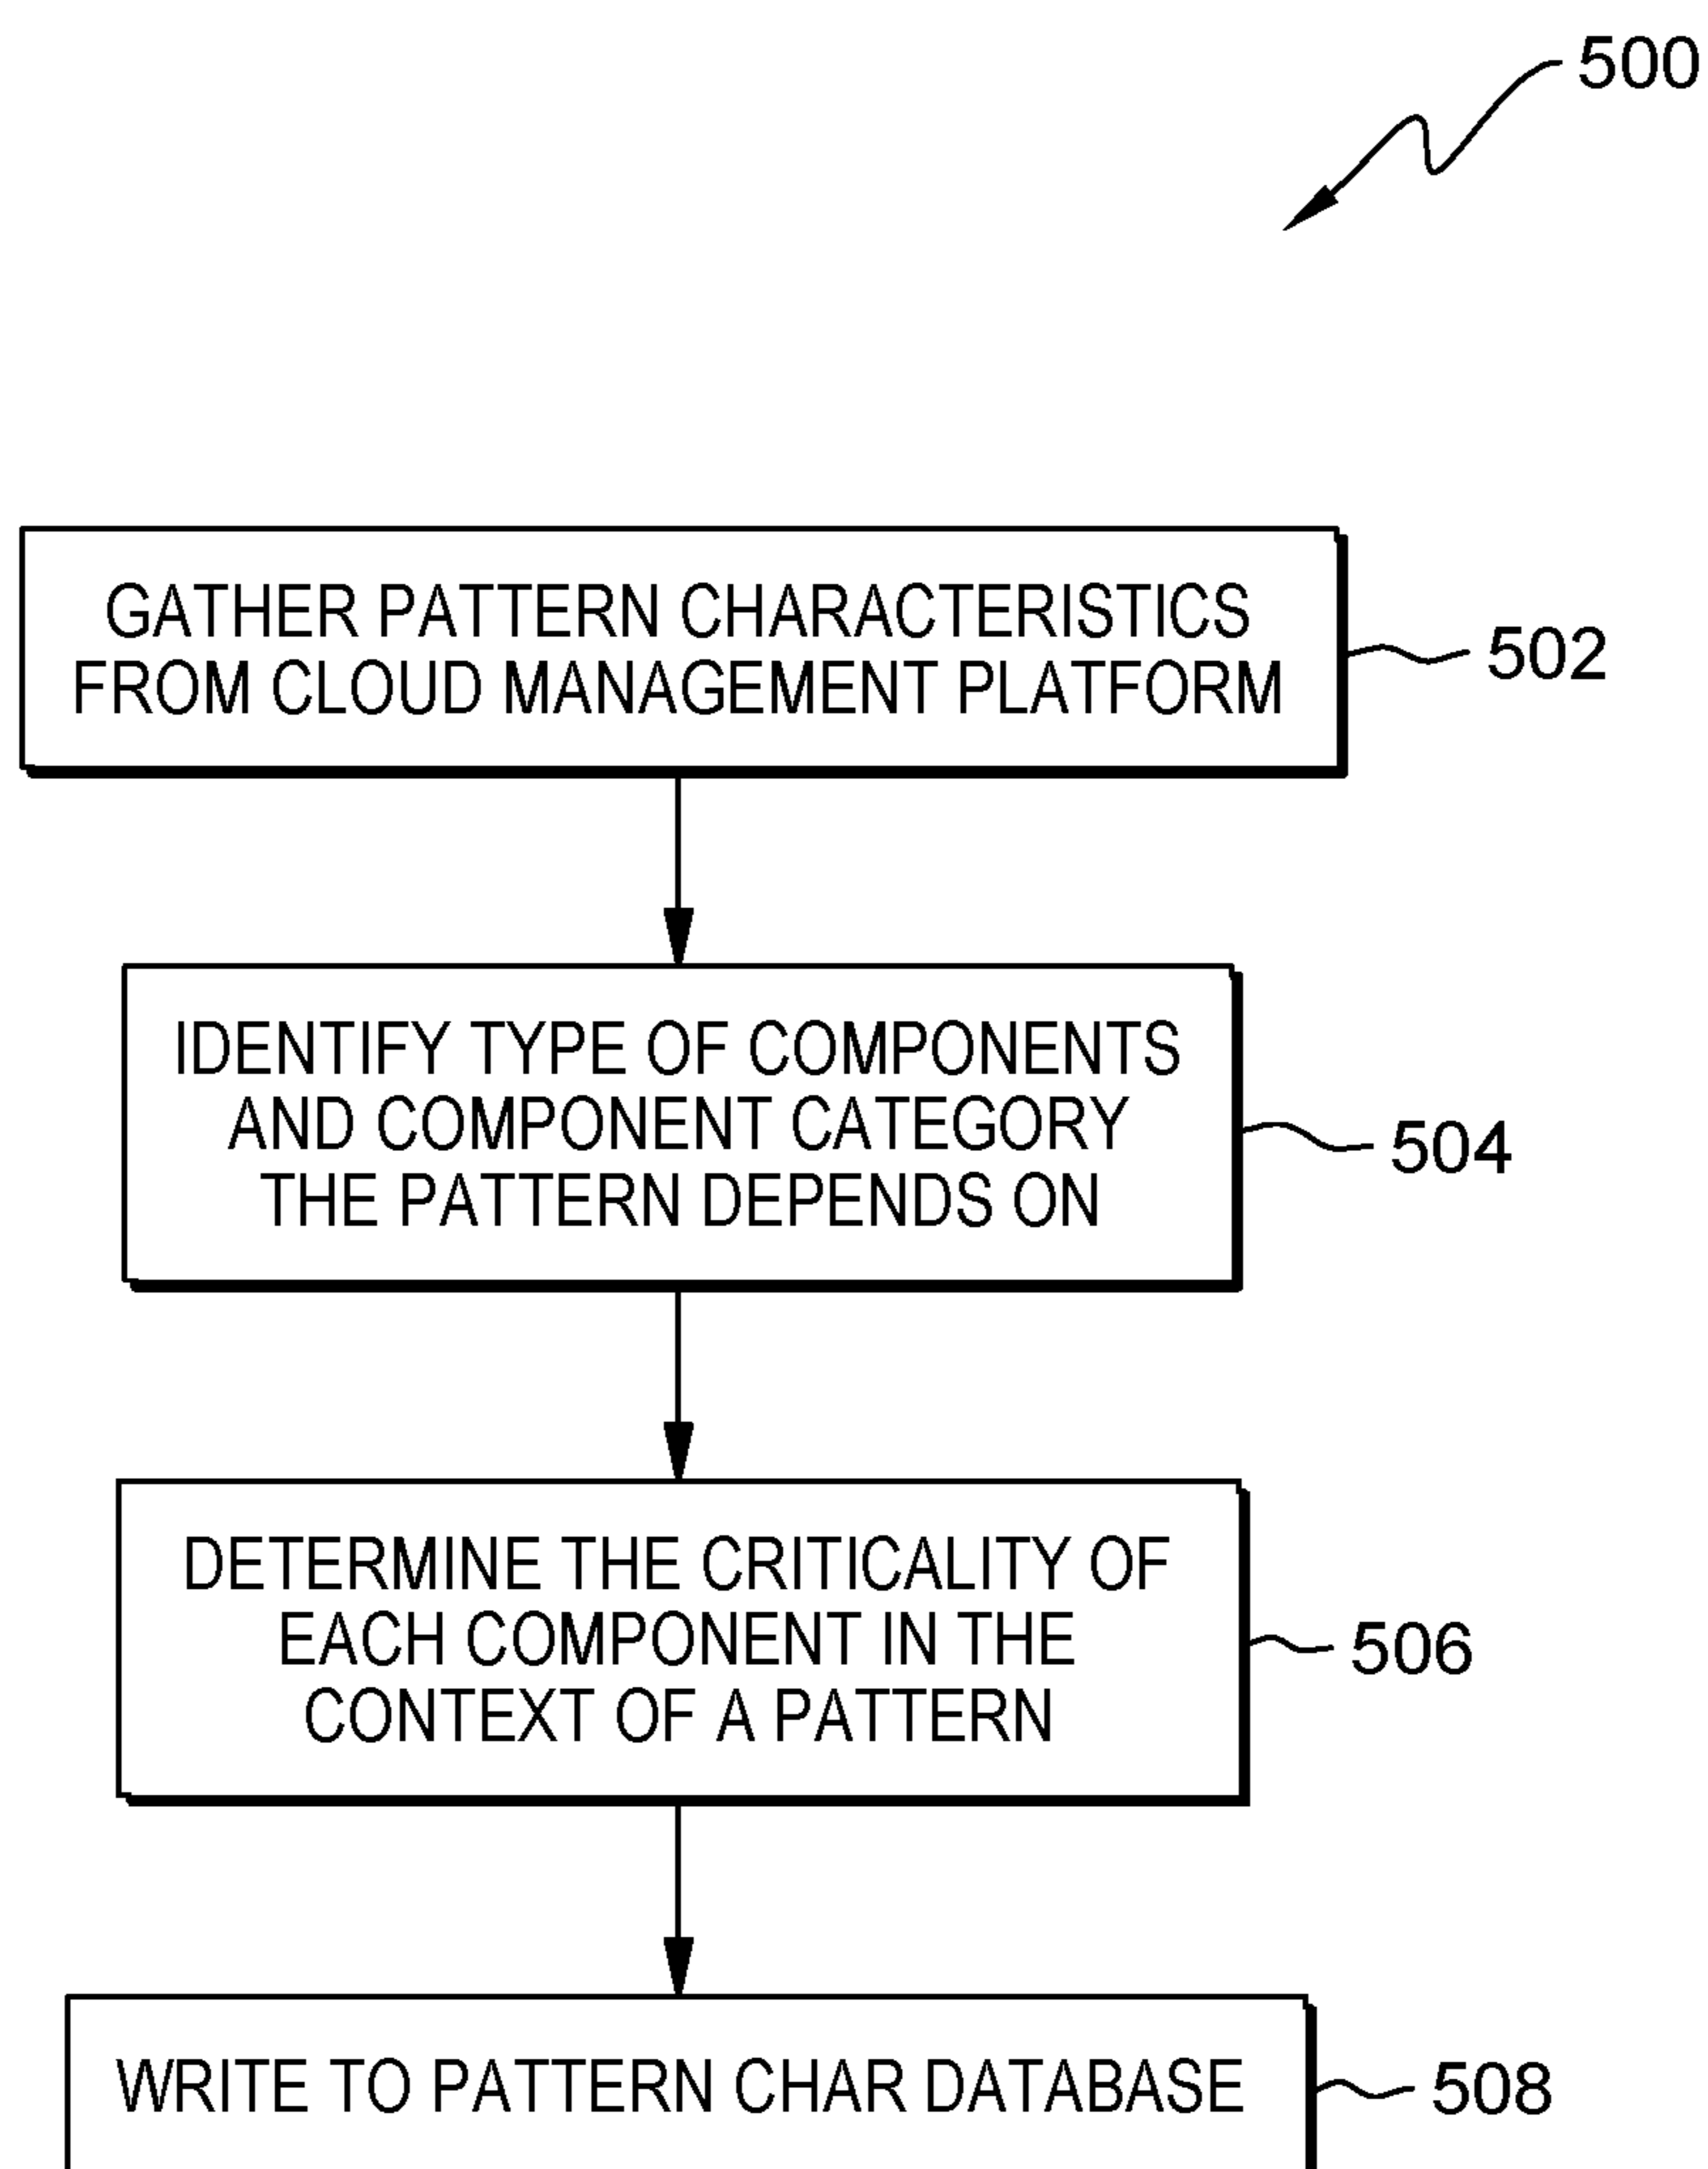 500
GATHER PATTERN CHARACTERISTICS
FROM CLOUD MANAGEMENT PLATFORM
502
IDENTIFY TYPE OF COMPONENTS
AND COMPONENT CATEGORY
THE PATTERN DEPENDS ON
504
DETERMINE THE CRITICALITY OF
EACH COMPONENT IN THE
CONTEXT OF A PATTERN
506
WRITE TO PATTERN CHAR DATABASE
508